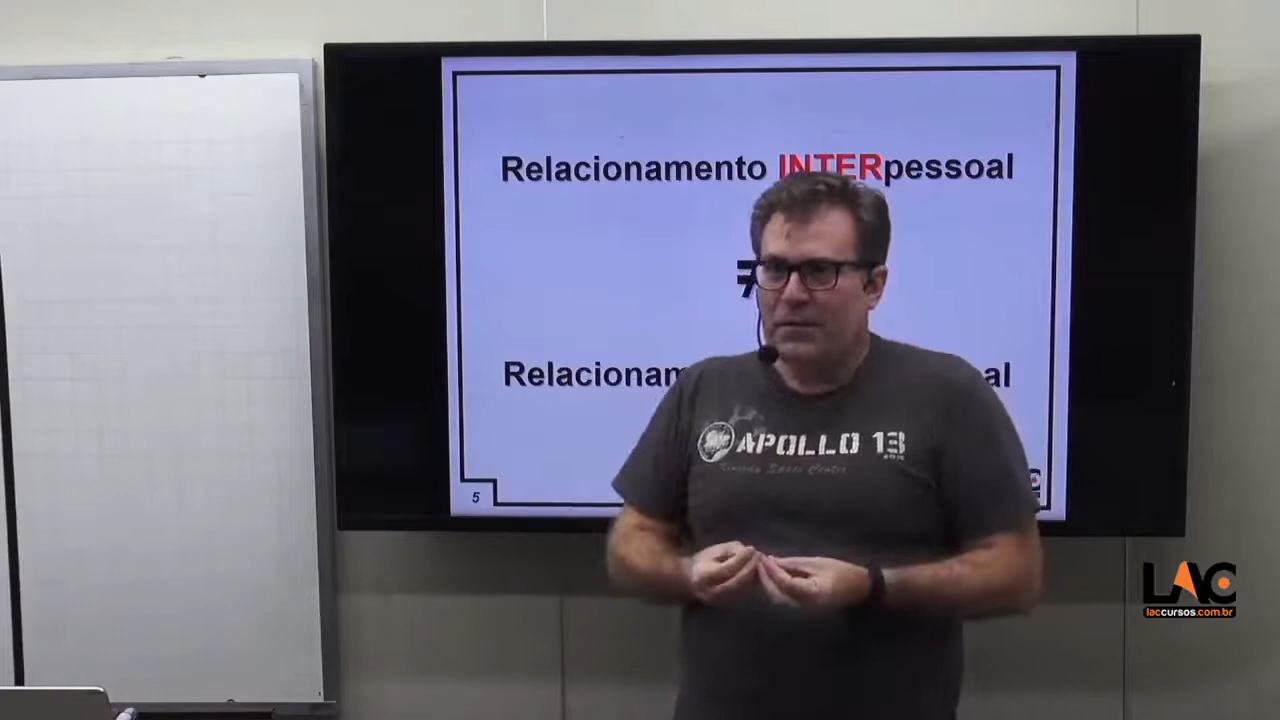 Relacionamento INTERpessoal
≠
Relacionam
al
APOLLO 13
5
LAC
laccursos.com.br